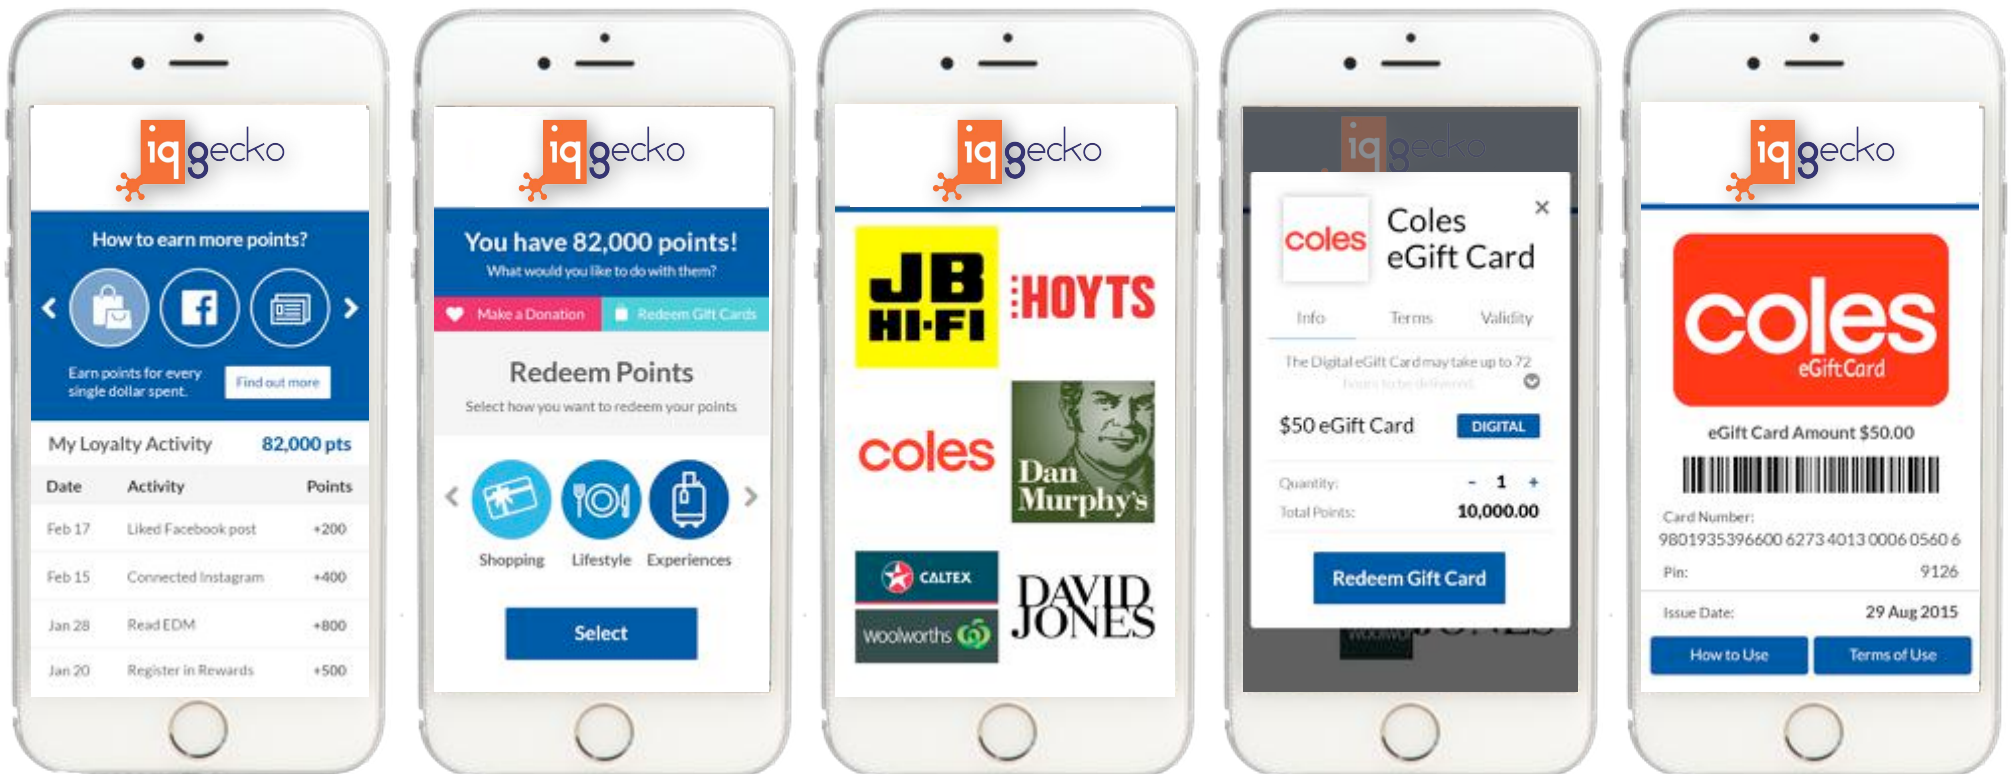 iqgecko
How to earn more points?
Earn points for every
single dollar spent.
Find out more
My Loyalty Activity 82,000 pts
Date Activity Points
Feb 17 Liked Facebook post +200
Feb 15 Connected Instagram +400
Jan 28 Read EDM +800
Jan 20 Register in Rewards +500
iqgecko
You have 82,000 points!
What would you like to do with them?
Make a Donation Redeem Gift Cards
Redeem Points
Select how you want to redeem your points
Shopping Lifestyle Experiences
Select
iqgecko
JB
HI-FI
HOYTS
coles
Dan
Murphy's
CALTEX
woolworths
DAVID
JONES
iqgecko
coles
Coles
eGift Card
Info Terms Validity
The Digital eGift Card may take up to 72
hours to be delivered.
$50 eGift Card DIGITAL
Quantity: - 1 +
Total Points: 10,000.00
Redeem Gift Card
woolwo JONES
iqgecko
coles
eGiftCard
eGift Card Amount $50.00
Card Number:
9801935396600 6273 4013 0006 0560 6
Pin: 9126
Issue Date: 29 Aug 2015
How to Use Terms of Use